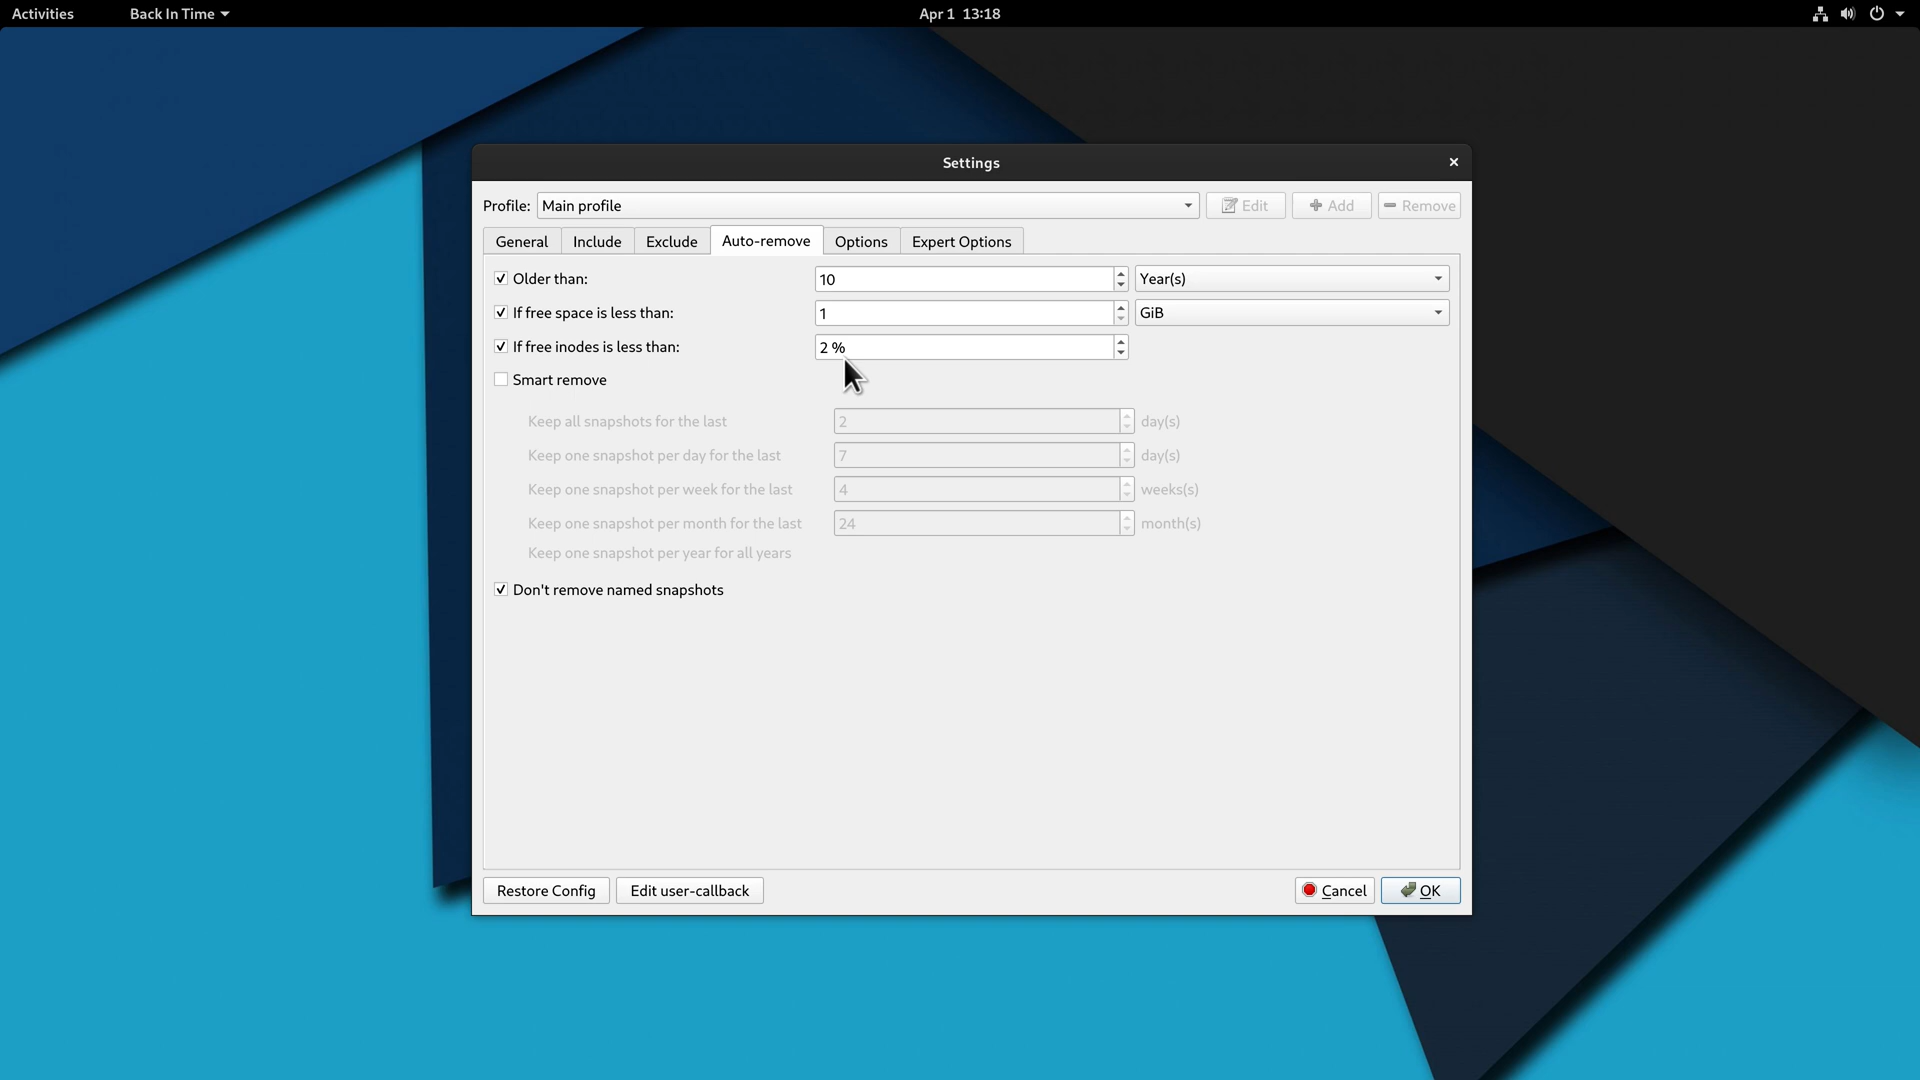 Activities Back In Time Apr 1 13:18
Settings
Profile: Main profile Edit Add Remove
General Include Exclude Auto-remove Options Expert Options
Older than: 10 Year(s)
If free space is less than: 1 GiB
If free inodes is less than: 2 %
Smart remove
Keep all snapshots for the last 2 day(s)
Keep one snapshot per day for the last 7 day(s)
Keep one snapshot per week for the last 4 weeks(s)
Keep one snapshot per month for the last 24 month(s)
Keep one snapshot per year for all years
Don't remove named snapshots
Restore Config Edit user-callback Cancel OK